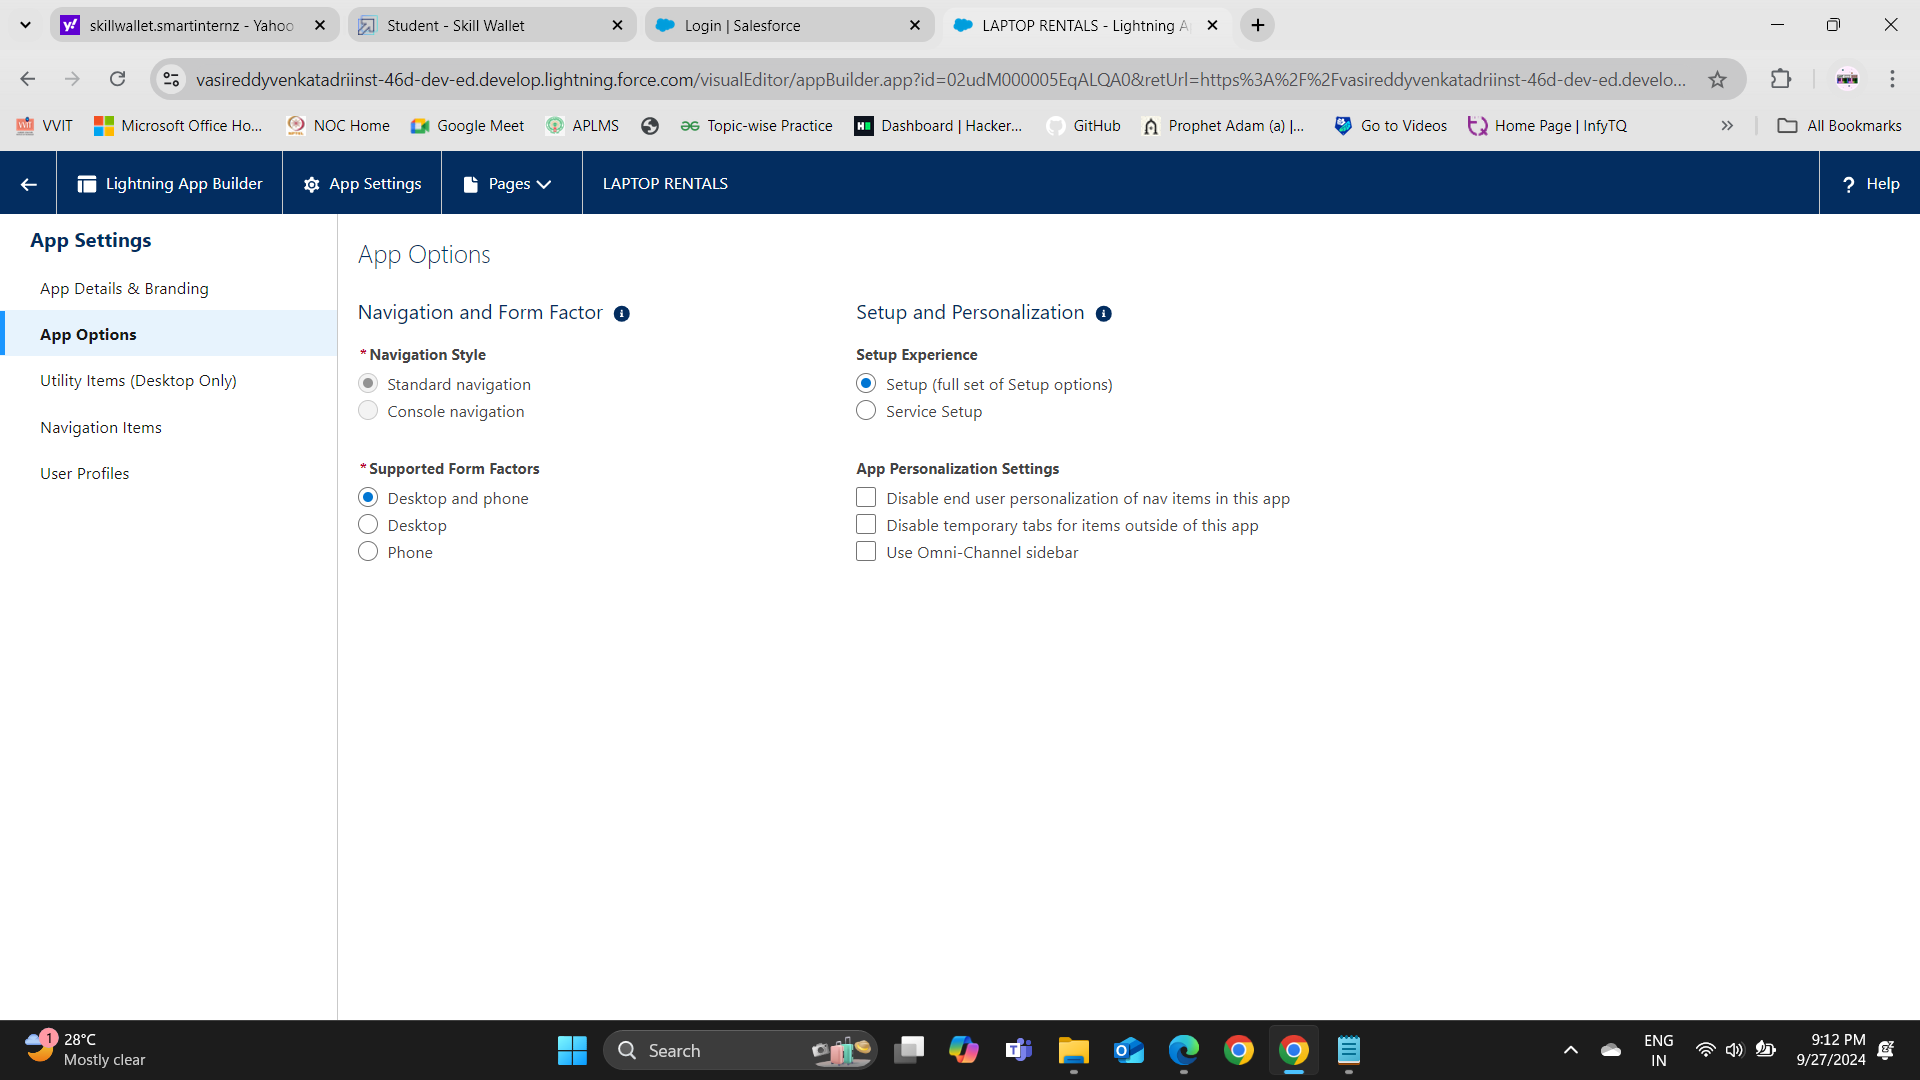 skillwallet.smartinternz - Yahoo
Student - Skill Wallet
Login | Salesforce
LAPTOP RENTALS - Lightning A
vasireddyvenkatadriinst-46d-dev-ed.develop.lightning.force.com/visualEditor/appBuilder.app?id=02udM000005EqALQA0&retUrl=https%3A%2F%2Fvasireddyvenkatadriinst-46d-dev-ed.develo...
VVIT
Microsoft Office Ho...
NOC Home
Google Meet
APLMS
Topic-wise Practice
Dashboard | Hacker...
GitHub
Prophet Adam (a) |...
Go to Videos
Home Page | InfyTQ
All Bookmarks
Lightning App Builder
App Settings
Pages
LAPTOP RENTALS
? Help
App Settings
App Details & Branding
App Options
Utility Items (Desktop Only)
Navigation Items
User Profiles
App Options
Navigation and Form Factor
* Navigation Style
Standard navigation
Console navigation
* Supported Form Factors
Desktop and phone
Desktop
Phone
Setup and Personalization
Setup Experience
Setup (full set of Setup options)
Service Setup
App Personalization Settings
Disable end user personalization of nav items in this app
Disable temporary tabs for items outside of this app
Use Omni-Channel sidebar
1
28°C
Mostly clear
Search
ENG
IN
9:12 PM
9/27/2024